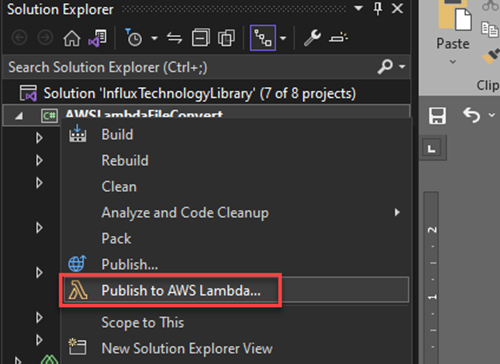 Solution Explorer
Search Solution Explorer (Ctrl+;)
Solution 'InfluxTechnologyLibrary' (7 of 8 projects)
C# AWSLambdaFileConvert
Build
Rebuild
Clean
Analyze and Code Cleanup
Pack
Publish...
Publish to AWS Lambda...
Scope to This
New Solution Explorer View
Paste
Clip
L
2
1